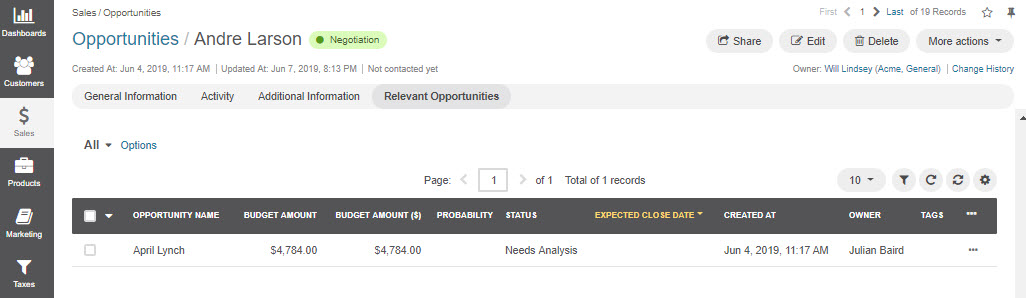 Dashboards
Customers
Sales
Products
Marketing
Taxes
Sales / Opportunities
First 1 Last of 19 Records
Opportunities / Andre Larson Negotiation
Share Edit Delete More actions
Created At: Jun 4, 2019, 11:17 AM | Updated At: Jun 7, 2019, 8:13 PM | Not contacted yet
Owner: Will Lindsey (Acme, General) | Change History
General Information Activity Additional Information Relevant Opportunities
All Options
Page: 1 of 1 Total of 1 records 10
OPPORTUNITY NAME BUDGET AMOUNT BUDGET AMOUNT ($) PROBABILITY STATUS EXPECTED CLOSE DATE CREATED AT OWNER TAGS
April Lynch $4,784.00 $4,784.00 Needs Analysis Jun 4, 2019, 11:17 AM Julian Baird